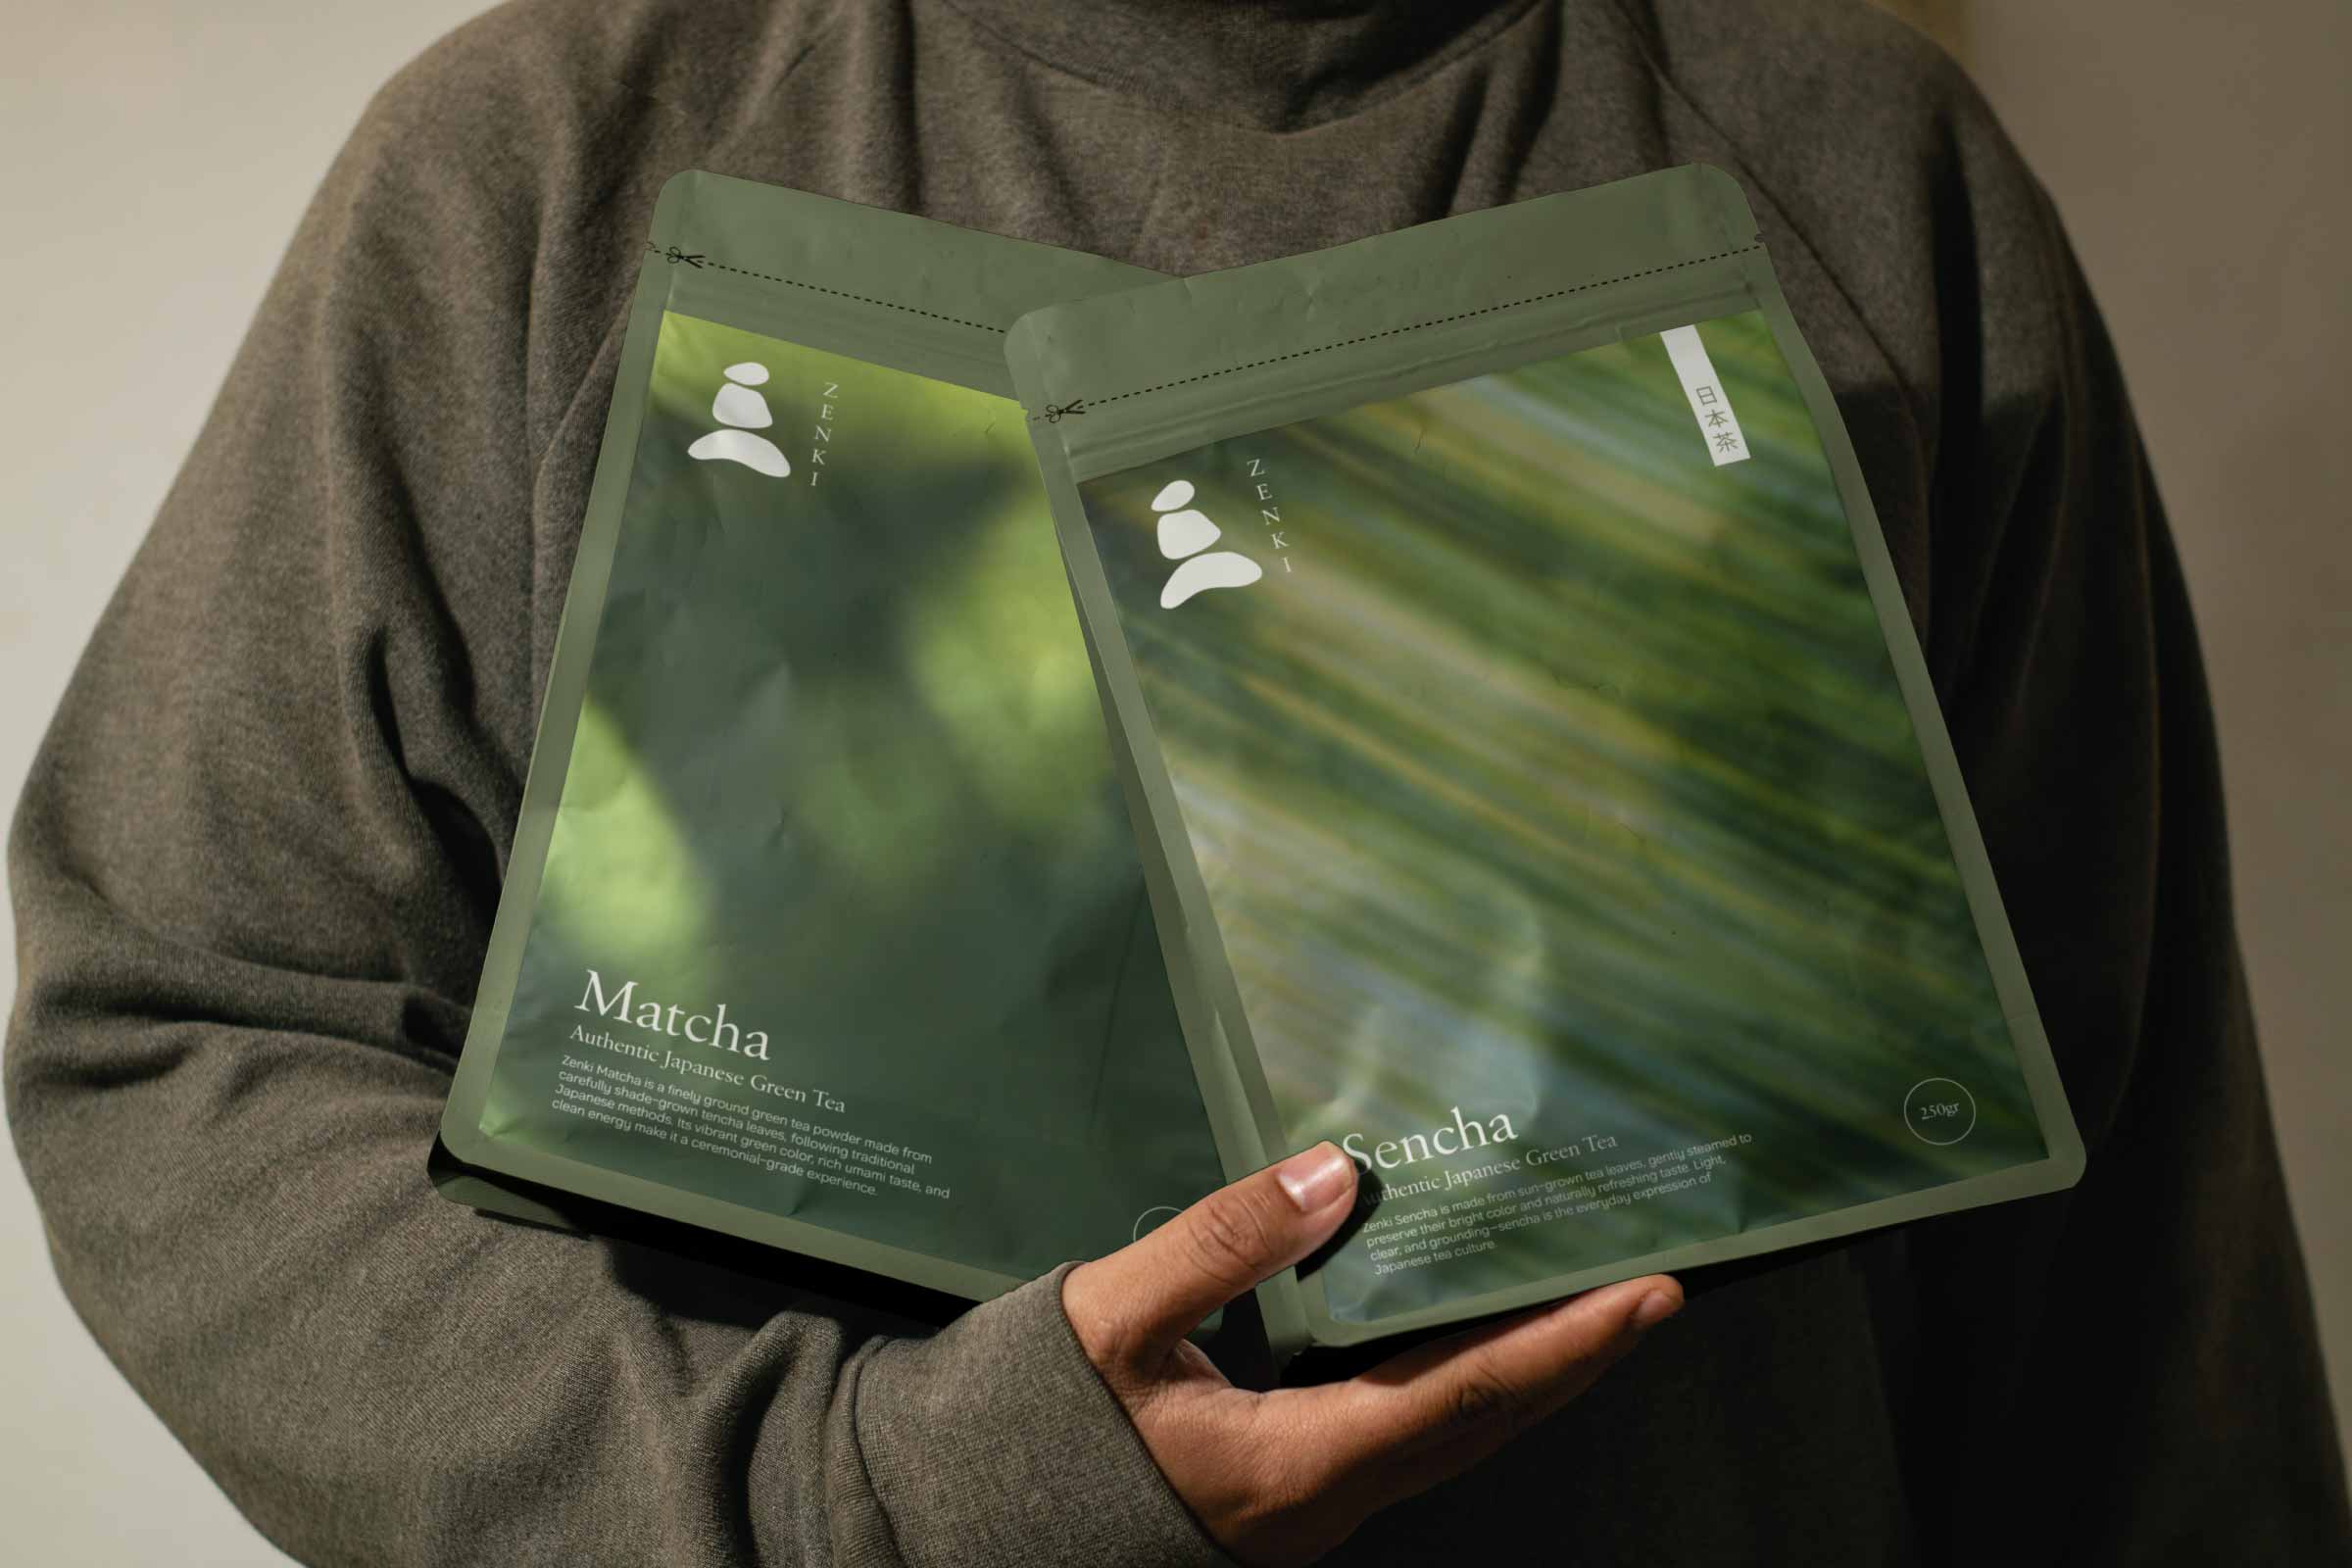 ZENKI
Matcha
Authentic Japanese Green Tea
Zenki Matcha is a finely ground green tea powder made from
carefully shade-grown tencha leaves, following traditional
Japanese methods. Its vibrant green color, rich umami taste, and
clean energy make it a ceremonial-grade experience.
ZENKI
日本茶
Sencha
Authentic Japanese Green Tea
Zenki Sencha is made from sun-grown tea leaves, gently steamed to
preserve their bright color and naturally refreshing taste. Light,
clear, and grounding—sencha is the everyday expression of
Japanese tea culture.
250gr